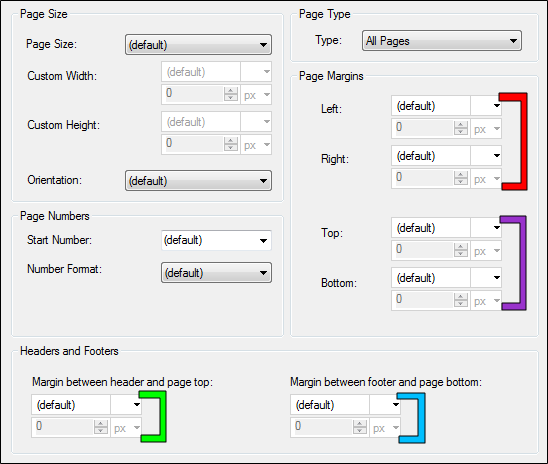 Page Size
Page Size:
(default)
Custom Width:
(default)
0
px
Custom Height:
(default)
0
px
Orientation:
(default)
Page Type
Type:
All Pages
Page Margins
Left:
(default)
0
px
Right:
(default)
0
px
Top:
(default)
0
px
Bottom:
(default)
0
px
Page Numbers
Start Number:
(default)
Number Format:
(default)
Headers and Footers
Margin between header and page top:
(default)
0
px
Margin between footer and page bottom:
(default)
0
px